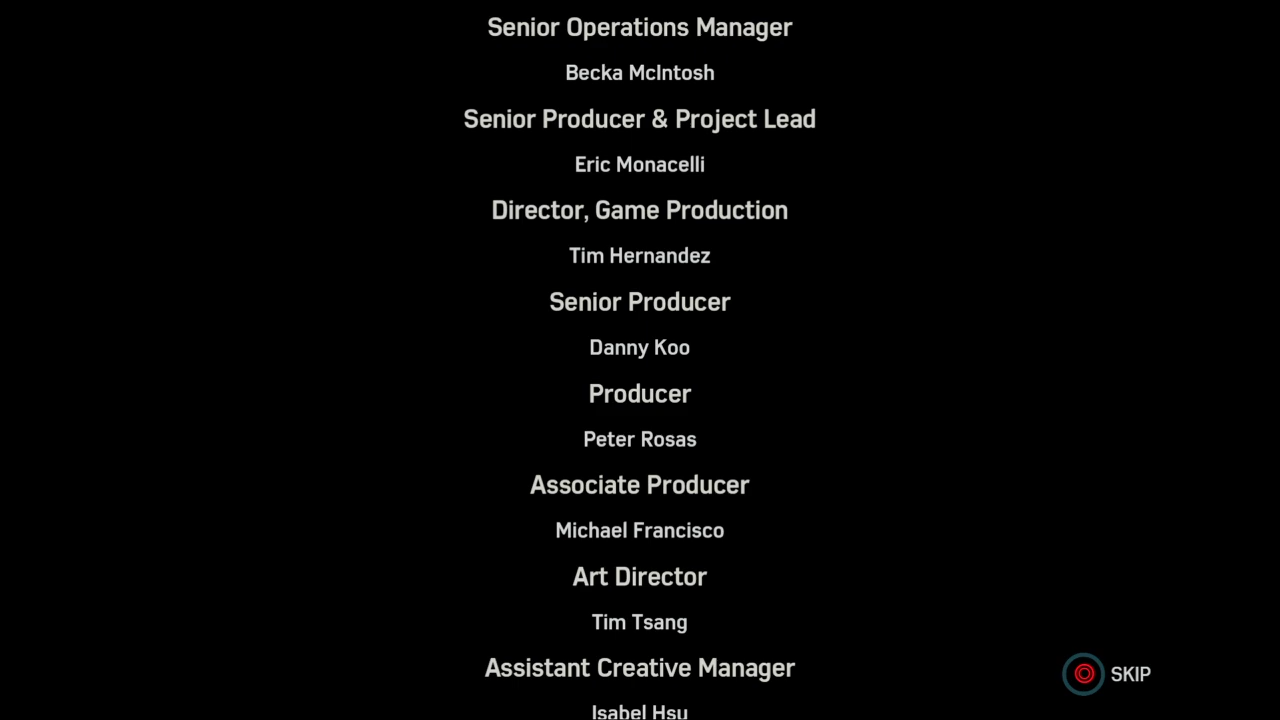 Senior Operations Manager
Becka McIntosh
Senior Producer & Project Lead
Eric Monacelli
Director, Game Production
Tim Hernandez
Senior Producer
Danny Koo
Producer
Peter Rosas
Associate Producer
Michael Francisco
Art Director
Tim Tsang
Assistant Creative Manager
SKIP
Isabel Hsu